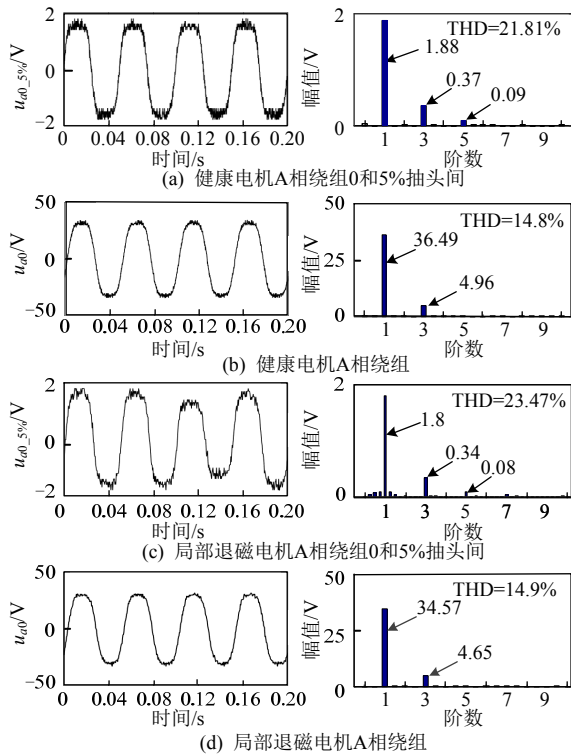 2
0
−2
u_{a0_5%}/V
0 0.04 0.08 0.12 0.16 0.20
时间/s
2
1
0
幅值/V
THD=21.81%
1.88
0.37
0.09
1 3 5 7 9
阶数
(a) 健康电机A相绕组0和5%抽头间
50
0
−50
u_{a0}/V
0 0.04 0.08 0.12 0.16 0.20
时间/s
50
25
0
幅值/V
THD=14.8%
36.49
4.96
1 3 5 7 9
阶数
(b) 健康电机A相绕组
2
0
−2
u_{a0_5%}/V
0 0.04 0.08 0.12 0.16 0.20
时间/s
2
1
0
幅值/V
THD=23.47%
1.8
0.34
0.08
1 3 5 7 9
阶数
(c) 局部退磁电机A相绕组0和5%抽头间
50
0
−50
u_{a0}/V
0 0.04 0.08 0.12 0.16 0.20
时间/s
50
25
0
幅值/V
THD=14.9%
34.57
4.65
1 3 5 7 9
阶数
(d) 局部退磁电机A相绕组